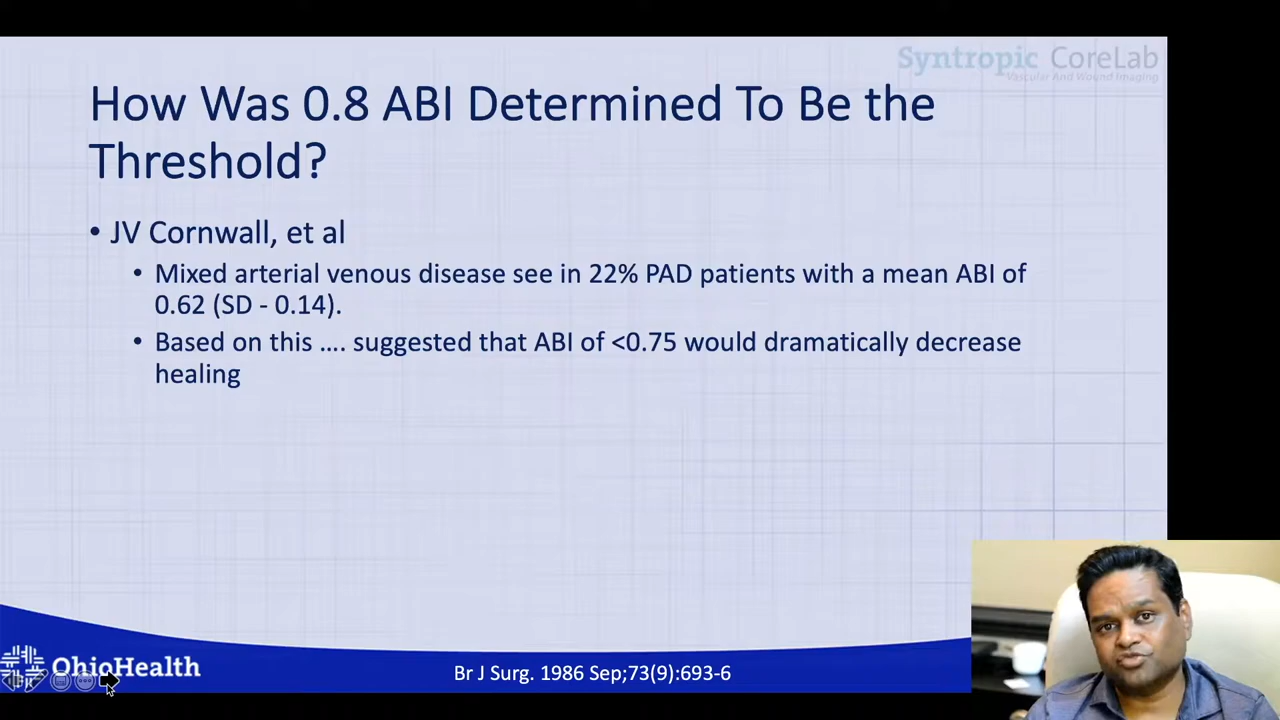 Syntropic CoreLab
Vascular And Wound Imaging
How Was 0.8 ABI Determined To Be the
Threshold?
• JV Cornwall, et al
• Mixed arterial venous disease see in 22% PAD patients with a mean ABI of
0.62 (SD - 0.14).
• Based on this .... suggested that ABI of <0.75 would dramatically decrease
healing
OhioHealth
Br J Surg. 1986 Sep;73(9):693-6